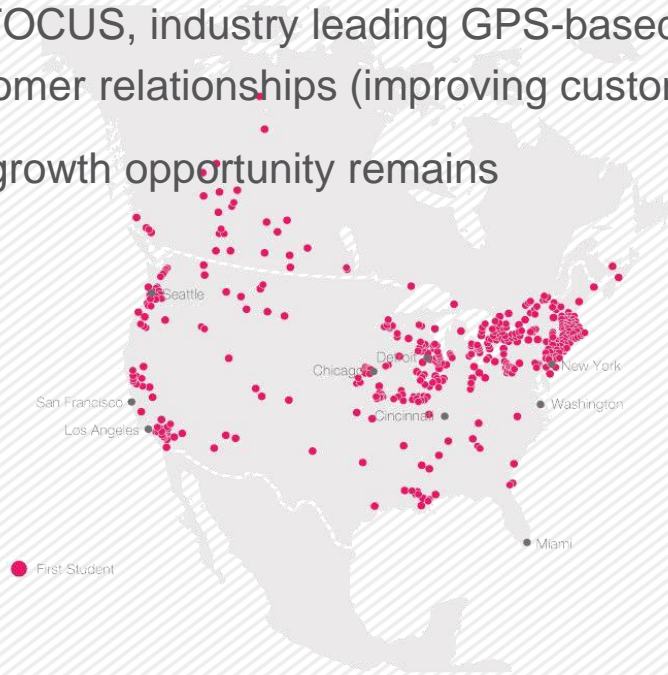 FOCUS, industry leading GPS-based
omer relationships (improving custom
growth opportunity remains
Seattle
Detroit
Chicago
New York
San Francisco
Washington
Cincinnati
Los Angeles
Miami
First Student